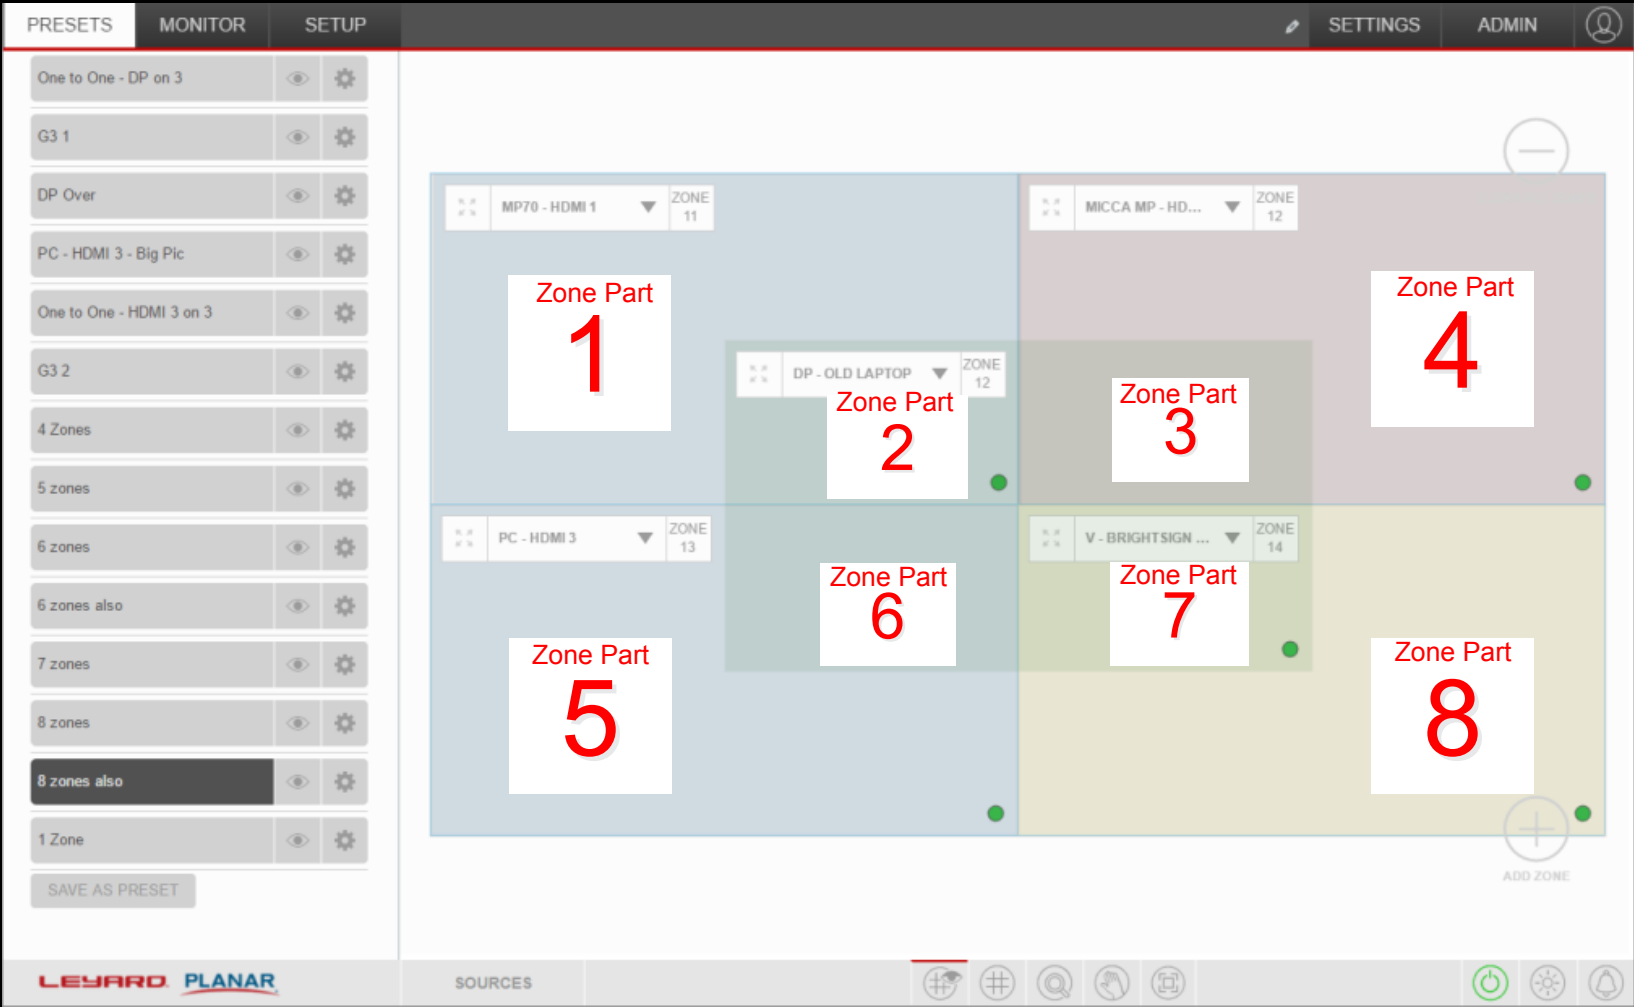 PRESETS
MONITOR
SETUP
SETTINGS
ADMIN
One to One - DP on 3
G3 1
DP Over
PC - HDMI 3 - Big Pic
One to One - HDMI 3 on 3
G3 2
4 Zones
5 zones
6 zones
6 zones also
7 zones
8 zones
8 zones also
1 Zone
SAVE AS PRESET
MP70 - HDMI 1
ZONE
11
MICCA MP - HD...
ZONE
12
Zone Part
1
Zone Part
4
DP - OLD LAPTOP
ZONE
12
Zone Part
2
Zone Part
3
PC - HDMI 3
ZONE
13
V - BRIGHTSIGN ...
ZONE
14
Zone Part
6
Zone Part
7
Zone Part
5
Zone Part
8
ADD ZONE
LEYARD PLANAR
SOURCES